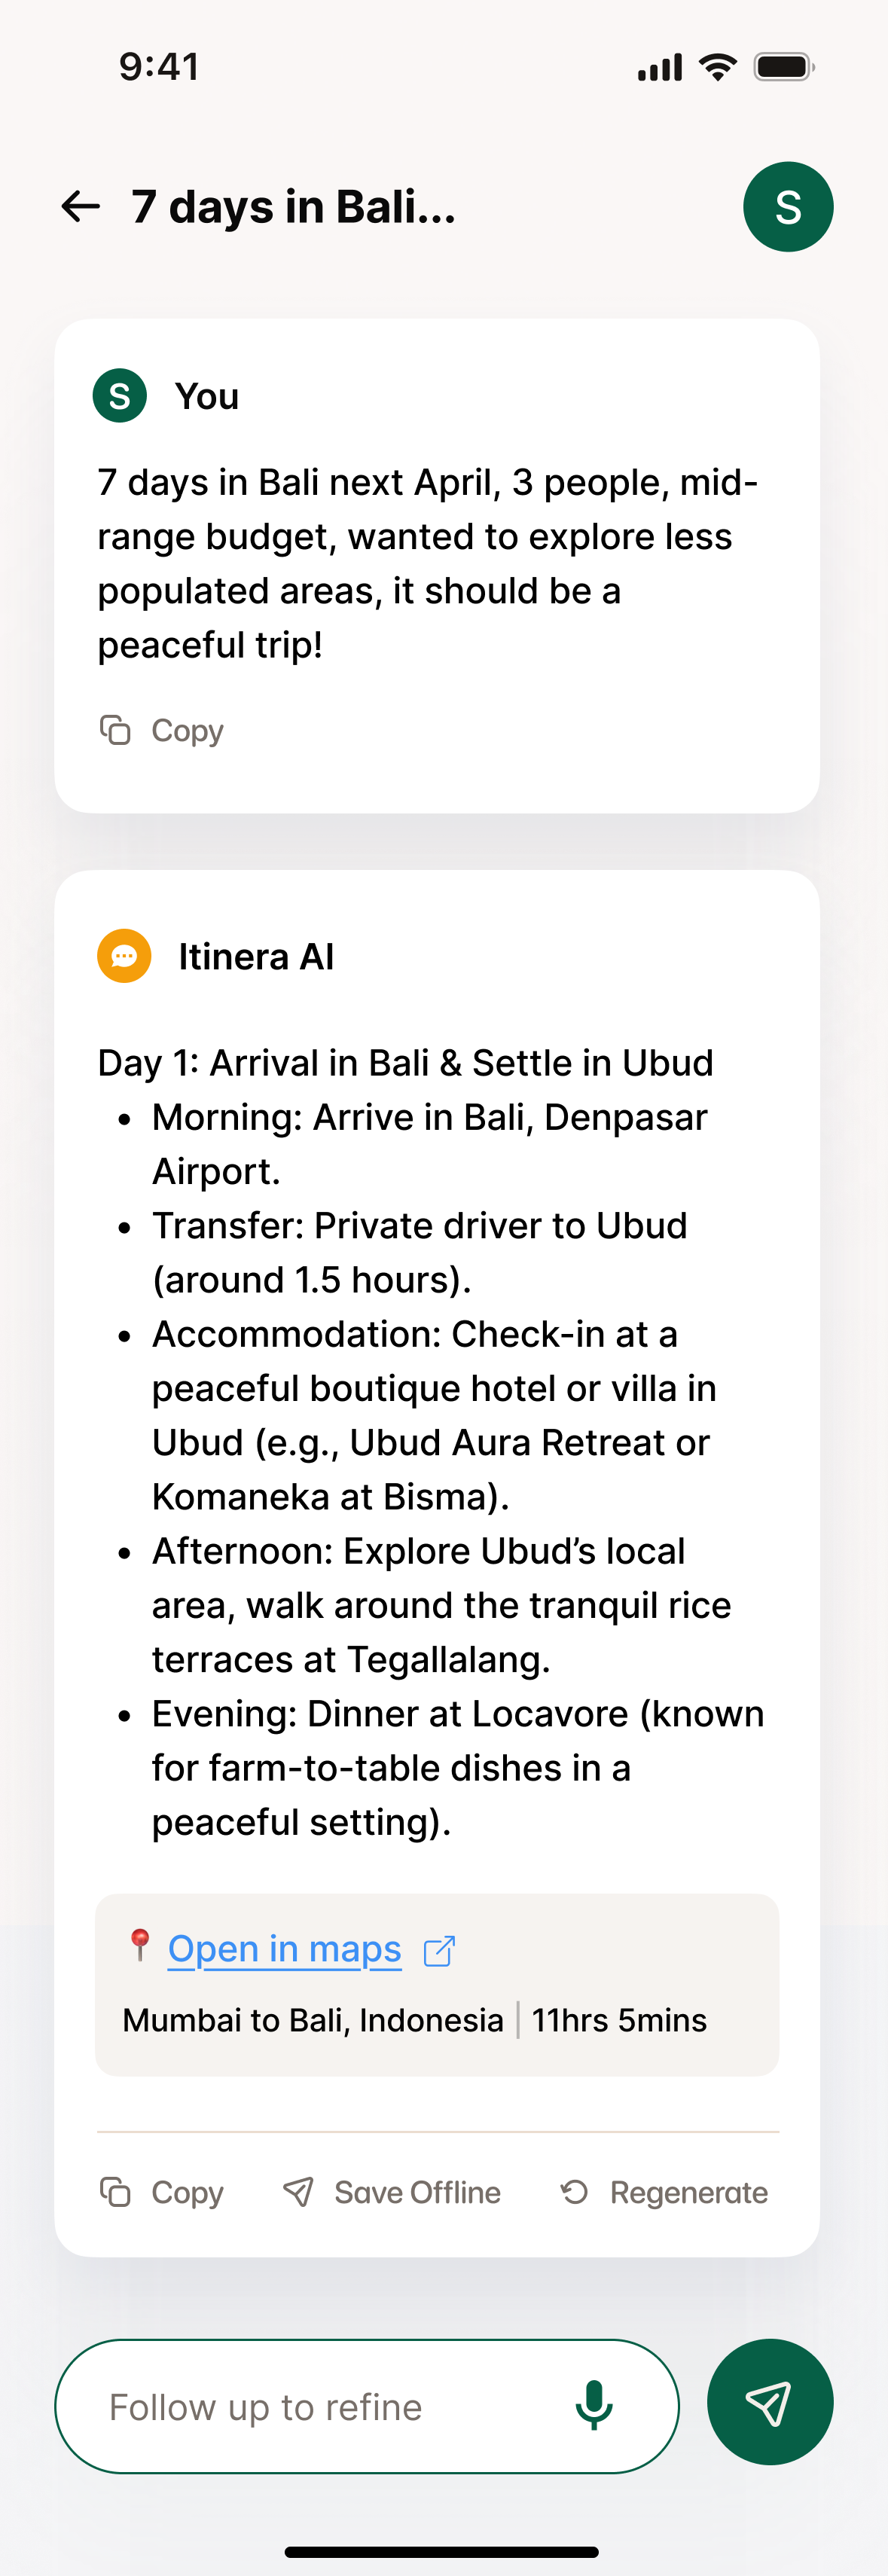 9:41
7 days in Bali...
S
S
You
7 days in Bali next April, 3 people, mid-
range budget, wanted to explore less
populated areas, it should be a
peaceful trip!
Copy
Itinera AI
Day 1: Arrival in Bali & Settle in Ubud
• Morning: Arrive in Bali, Denpasar
Airport.
• Transfer: Private driver to Ubud
(around 1.5 hours).
• Accommodation: Check-in at a
peaceful boutique hotel or villa in
Ubud (e.g., Ubud Aura Retreat or
Komaneka at Bisma).
• Afternoon: Explore Ubud’s local
area, walk around the tranquil rice
terraces at Tegallalang.
• Evening: Dinner at Locavore (known
for farm-to-table dishes in a
peaceful setting).
Open in maps
Mumbai to Bali, Indonesia | 11hrs 5mins
Copy Save Offline Regenerate
Follow up to refine